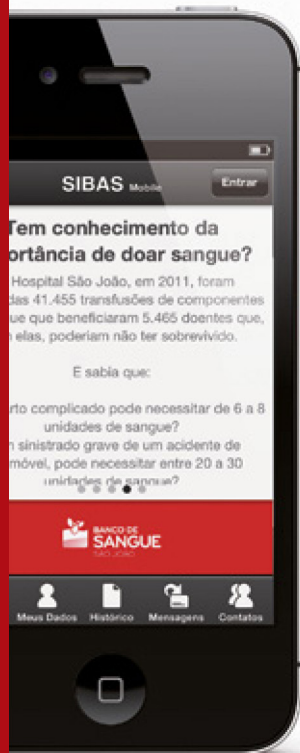 SIBAS Mobile
Entrar
Tem conhecimento da
ortância de doar sangue?
Hospital São João, em 2011, foram
das 41.455 transfusões de componentes
ue que beneficiaram 5.465 doentes que,
elas, poderiam não ter sobrevivido.
E sabia que:
rto complicado pode necessitar de 6 a 8
unidades de sangue?
sinistrado grave de um acidente de
móvel, pode necessitar entre 20 a 30
unidades de sangue?
BANCO DE
SANGUE
SÃO JOÃO
Meus Dados
Histórico
Mensagens
Contatos